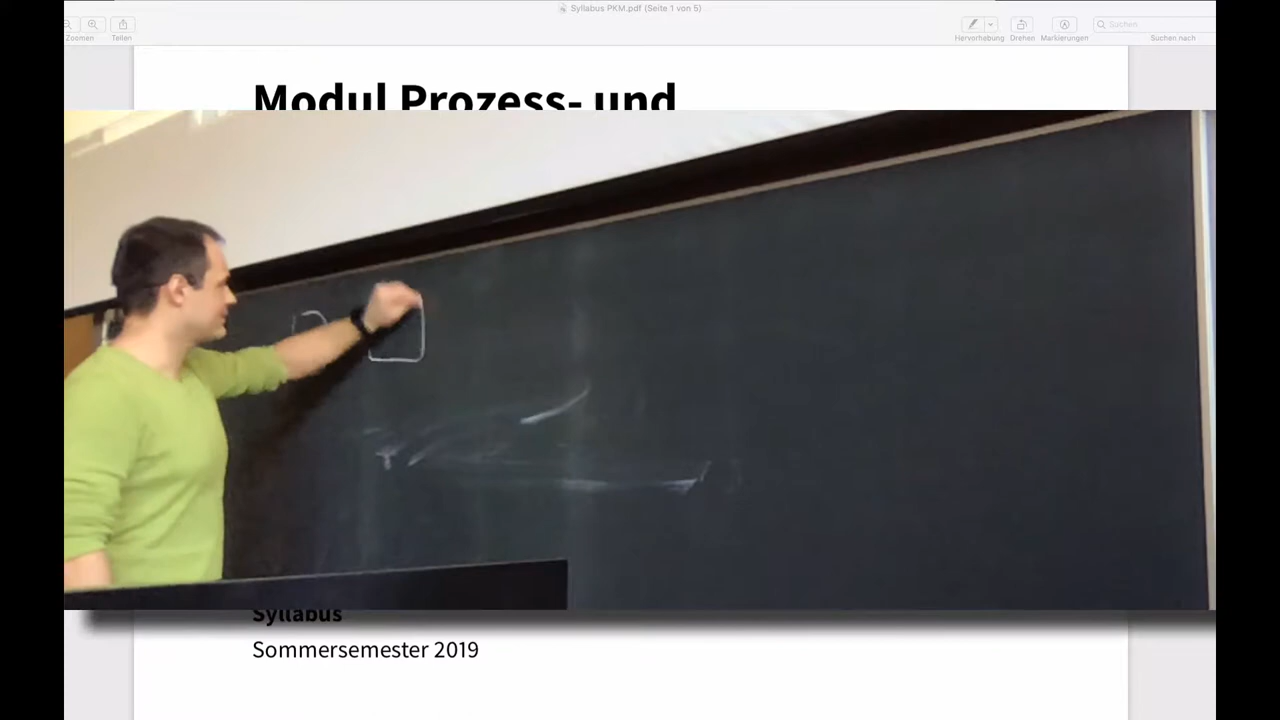 Syllabus PKM.pdf (Seite 1 von 5)
Zoomen
Teilen
Hervorhebung
Drehen
Markierungen
Suchen
Suchen nach
Modul Prozess- und
Syllabus
Sommersemester 2019